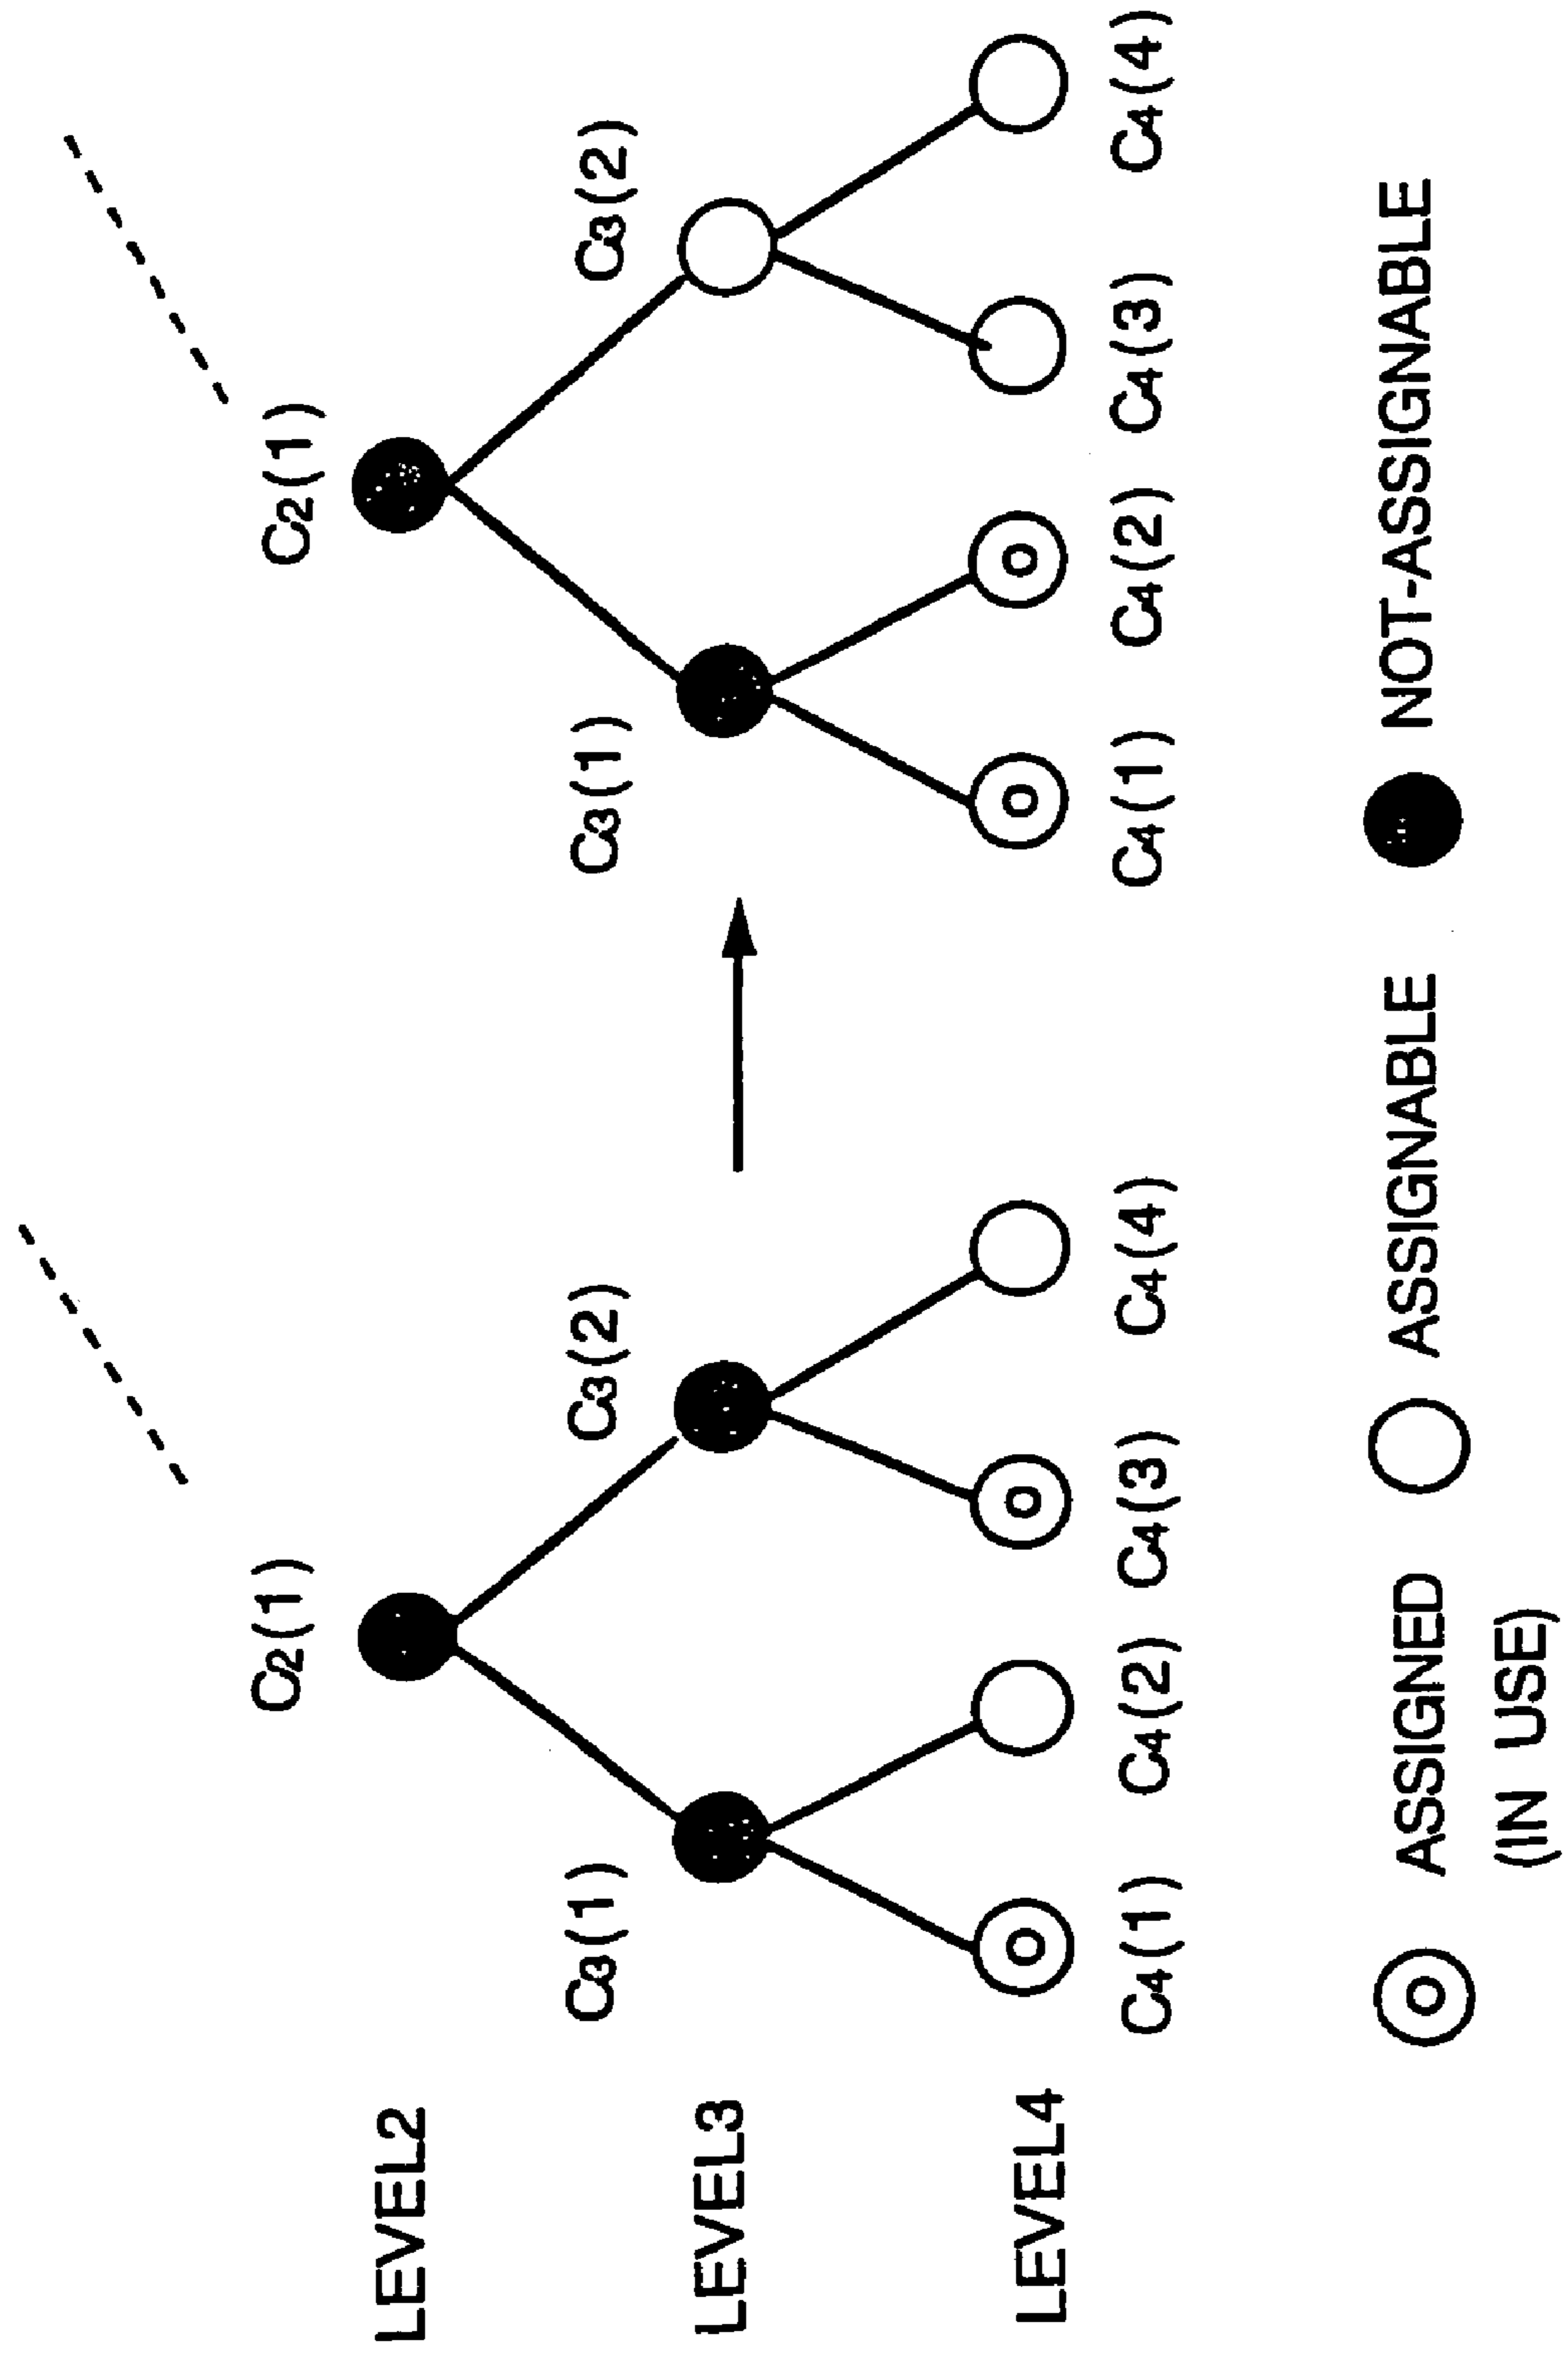 C2(1) C2(1)
LEVEL2
C3(1) C3(2) C3(1) C3(2)
LEVEL3
LEVEL4
C4(1) C4(2) C4(3) C4(4) C4(1) C4(2) C4(3) C4(4)
ASSIGNED ASSIGNABLE NOT-ASSIGNABLE
(IN USE)